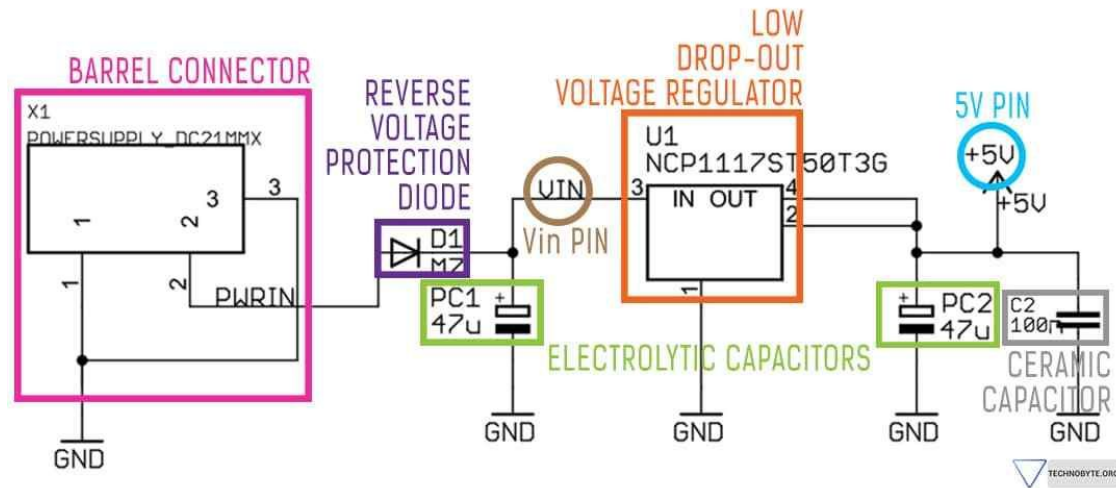 BARREL CONNECTOR
X1
POWERSUPPLY_DC21MMX
1
2
3
3
1
2
PWRIN
REVERSE
VOLTAGE
PROTECTION
DIODE
D1
M7
PC1
47u
+
VIN
Vin PIN
ELECTROLYTIC CAPACITORS
LOW
DROP-OUT
VOLTAGE REGULATOR
U1
NCP1117ST50T3G
3
IN OUT
4
2
1
5V PIN
+5V
+5V
+
PC2
47u
C2
100n
CERAMIC
CAPACITOR
GND
GND
GND
GND
GND
TECHNOBYTE.ORG